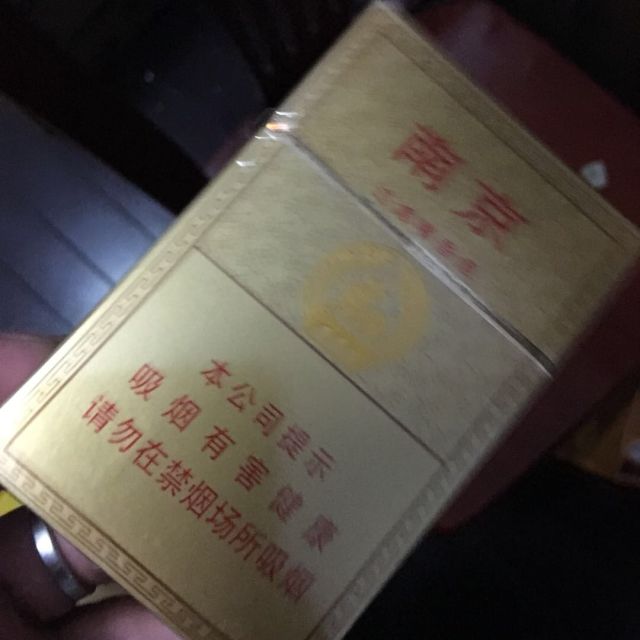 南京
本公司提示
吸烟有害健康
请勿在禁烟场所吸烟